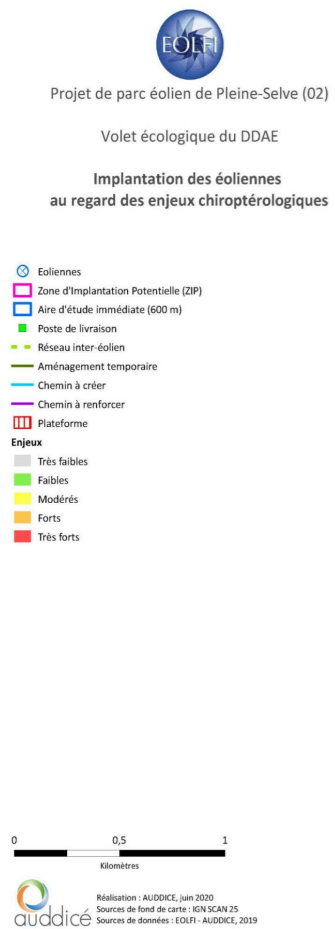 EOLFI
Projet de parc éolien de Pleine-Selve (02)
Volet écologique du DDAE
Implantation des éoliennes
au regard des enjeux chiroptérologiques
Eoliennes
Zone d'Implantation Potentielle (ZIP)
Aire d'étude immédiate (600 m)
Poste de livraison
Réseau inter-éolien
Aménagement temporaire
Chemin à créer
Chemin à renforcer
Plateforme
Enjeux
Très faibles
Faibles
Modérés
Forts
Très forts
0 0,5 1
Kilomètres
auddicé
Réalisation : AUDDICE, juin 2020
Sources de fond de carte : IGN SCAN 25
Sources de données : EOLFI - AUDDICE, 2019